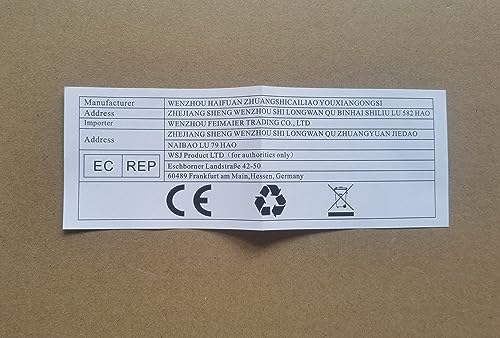 Manufacturer WENZHOU HAIFUAN ZHUANGSHICAILIAO YOUXIANGONGSI
Address ZHEJIANG SHENG WENZHOU SHI LONGWAN QU BINHAI SHILIU LU 582 HAO
Importer WENZHOU FEIMAIER TRADING CO., LTD
Address ZHEJIANG SHENG WENZHOU SHI LONGWAN QU ZHUANGYUAN JIEDAO
NAIBAO LU 79 HAO
EC REP WSJ Product LTD (for authorities only)
Eschborner Landstraße 42-50
60489 Frankfurt am Main,Hessen, Germany
CE